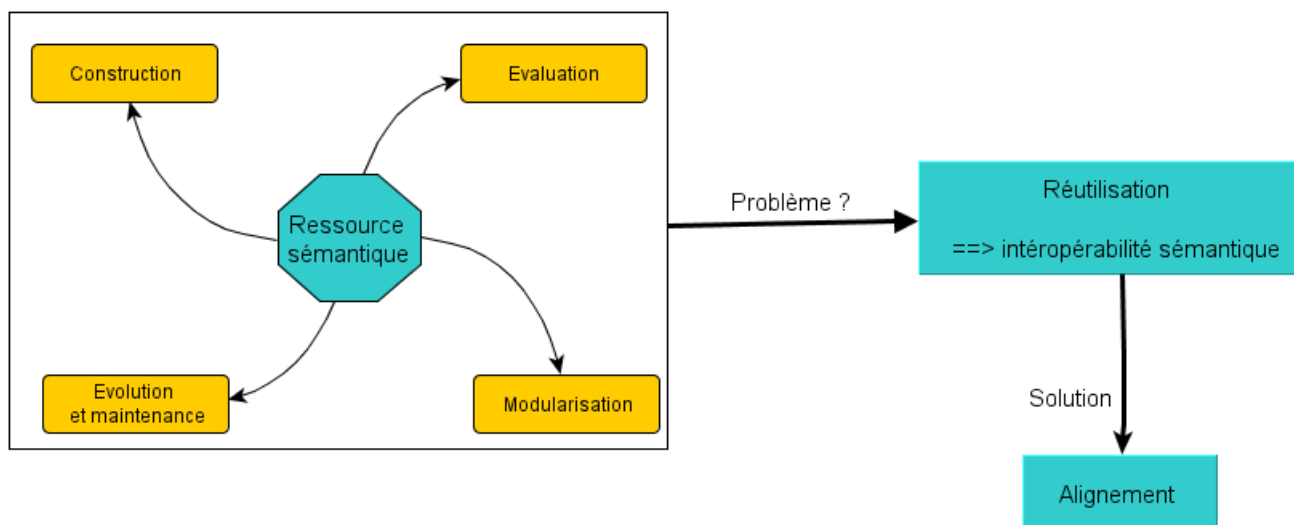 Construction
Evaluation
Ressource
sémantique
Evolution
et maintenance
Modularisation
Problème ?
Réutilisation
==> intéropérabilité sémantique
Solution
Alignement